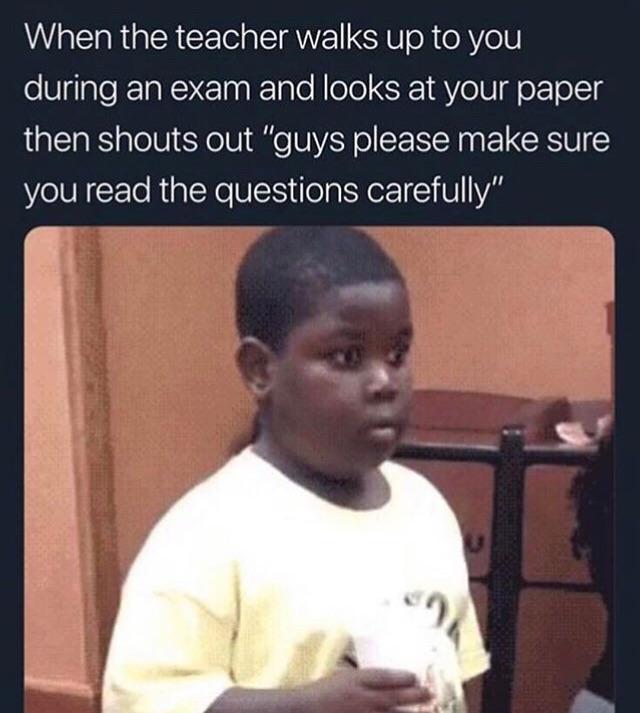 When the teacher walks up to you
during an exam and looks at your paper
then shouts out "guys please make sure
you read the questions carefully"